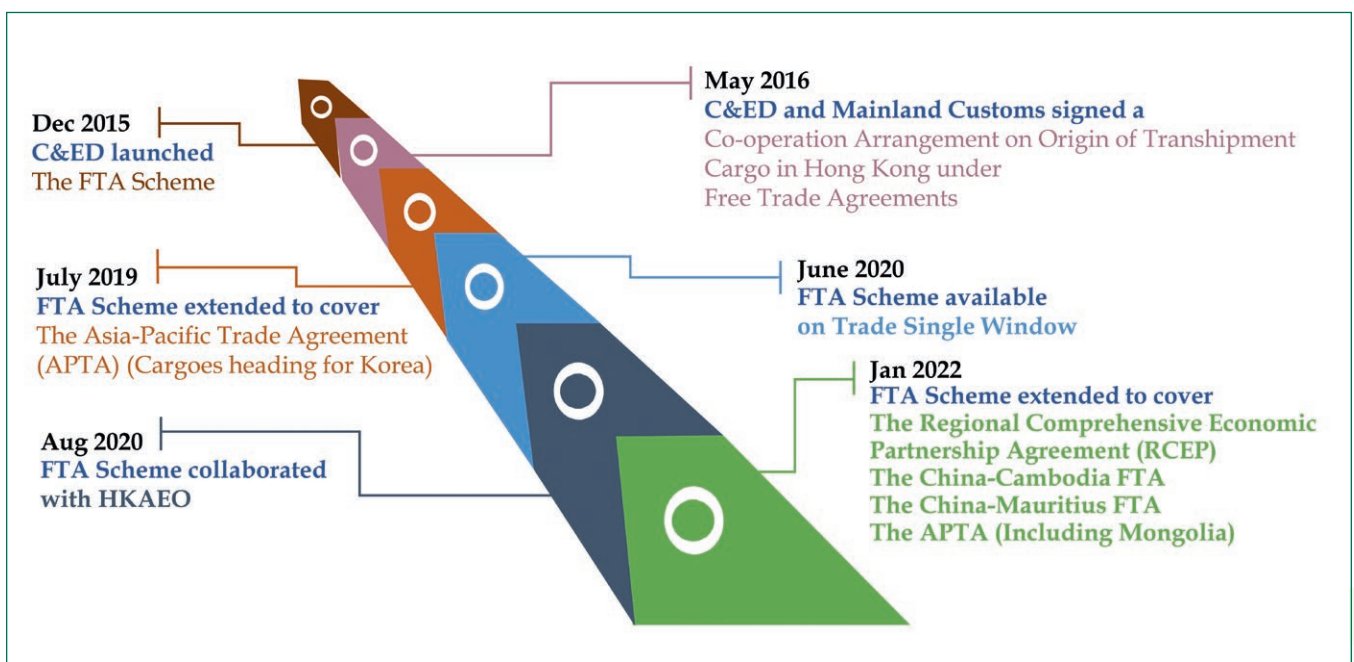 Dec 2015
C&ED launched
The FTA Scheme
May 2016
C&ED and Mainland Customs signed a
Co-operation Arrangement on Origin of Transhipment
Cargo in Hong Kong under
Free Trade Agreements
July 2019
FTA Scheme extended to cover
The Asia-Pacific Trade Agreement
(APTA) (Cargoes heading for Korea)
June 2020
FTA Scheme available
on Trade Single Window
Aug 2020
FTA Scheme collaborated
with HKAEO
Jan 2022
FTA Scheme extended to cover
The Regional Comprehensive Economic
Partnership Agreement (RCEP)
The China-Cambodia FTA
The China-Mauritius FTA
The APTA (Including Mongolia)